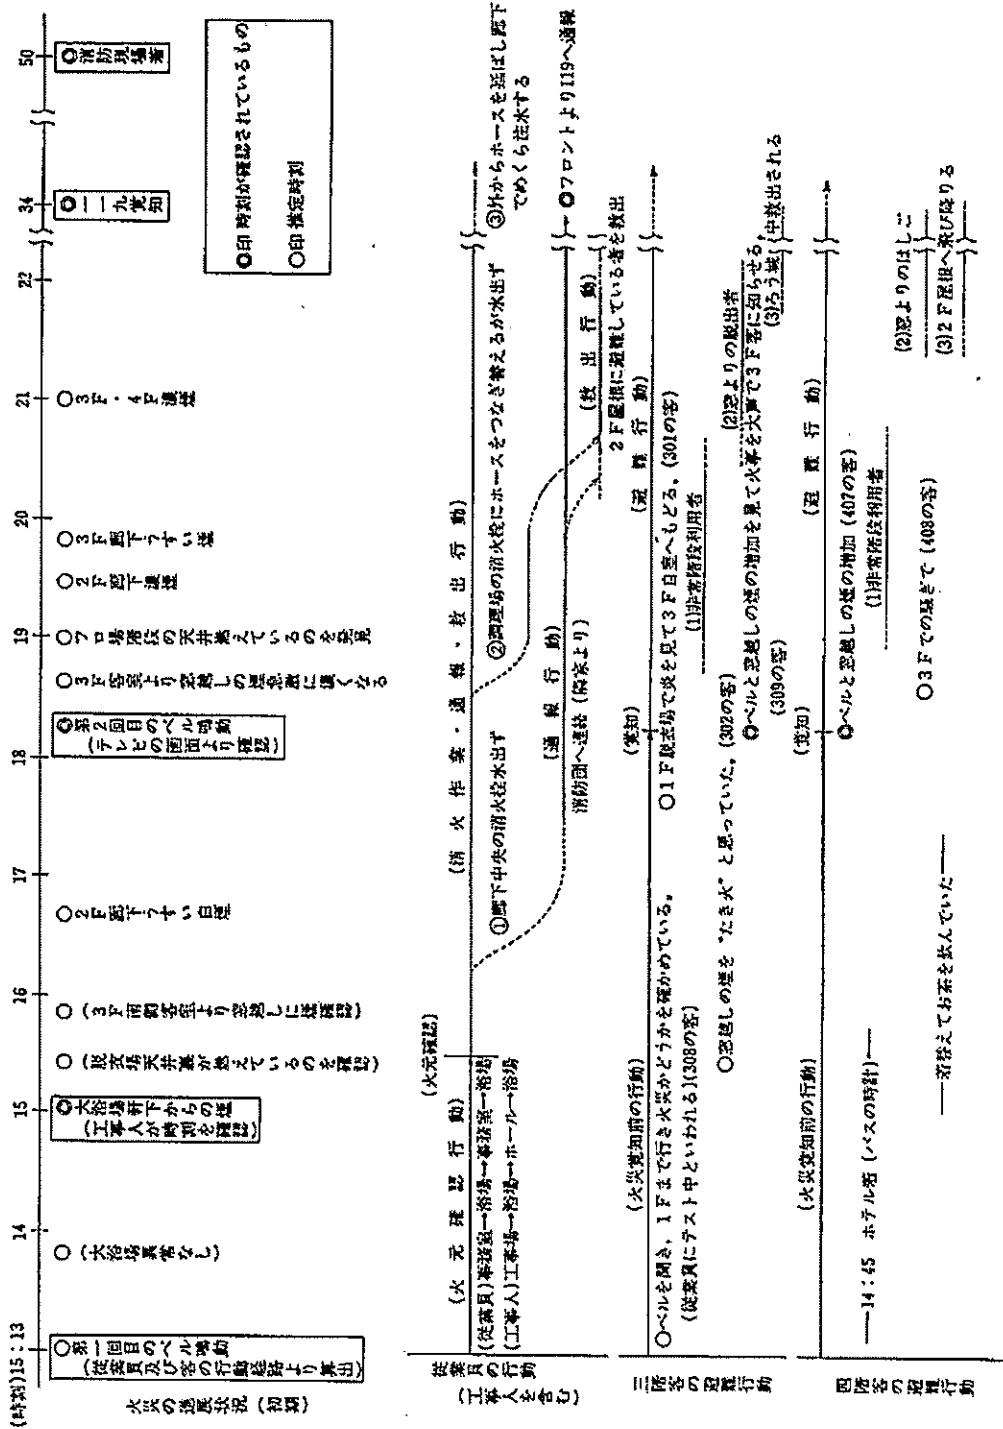 (時刻) 15:13 14 15 16 17 18 19 20 21 22 34 50
火災の進展状況(初期)
○第一回目のベル鳴動
(従業員及び客の行動経路より算出)
○(大浴場異常なし)
◎大浴場軒下からの煙
(工事人が時刻を確認)
○(脱衣場天井裏が燃えているのを確認)
○(3F南側客室より窓越しに煙確認)
○2F廊下うすい白煙
◎第2回目のベル鳴動
(テレビの画面より確認)
○3F客室より窓越しの煙急激に濃くなる
○フロ場階段の天井燃えているのを発見
○2F廊下濃煙
○3F廊下うすい煙
○3F・4F濃煙
◎一一九覚知
◎消防現場着
◎印 時刻が確認されているもの
○印 推定時刻
従業員の行動
(工事人を含む)
(火元確認行動)
(火元確認)
(従業員)事務室→浴場→事務室→浴場
(工事人)工事場→浴場→ホール→浴場
(消火作業・通報・救出行動)
①廊下中央の消火栓水出ず
②調理場の消火栓にホースをつなぎ替えるが水出ず
③外からホースを延ばし廊下
でめくら注水する
(通報行動)
消防団へ連絡(隣家より)
◎フロントより119へ通報
(救出行動)
2F屋根に避難している者を救出
三階客の避難行動
(火災覚知前の行動)
(覚知)
(避難行動)
○ベルを聞き、1Fまで行き火災かどうかを確かめている。
(従業員にテスト中といわれる)(308の客)
○1F脱衣場で炎を見て3F自室へもどる。(301の客)
(1)非常階段利用者
○窓越しの煙を“たき火”と思っていた。(302の客)
(2)窓よりの脱出者
◎ベルと窓越しの煙の増加を見て火事を大声で3F客に知らせる
(309の客)
(3)ろう城
中救出される
四階客の避難行動
(火災覚知前の行動)
(覚知)
(避難行動)
14:45 ホテル着(バスの時計)
◎ベルと窓越しの煙の増加(407の客)
(1)非常階段利用者
着替えてお茶を飲んでいた
○3Fでの騒ぎで(408の客)
(2)窓よりのはしご
(3)2F屋根へ飛び降りる